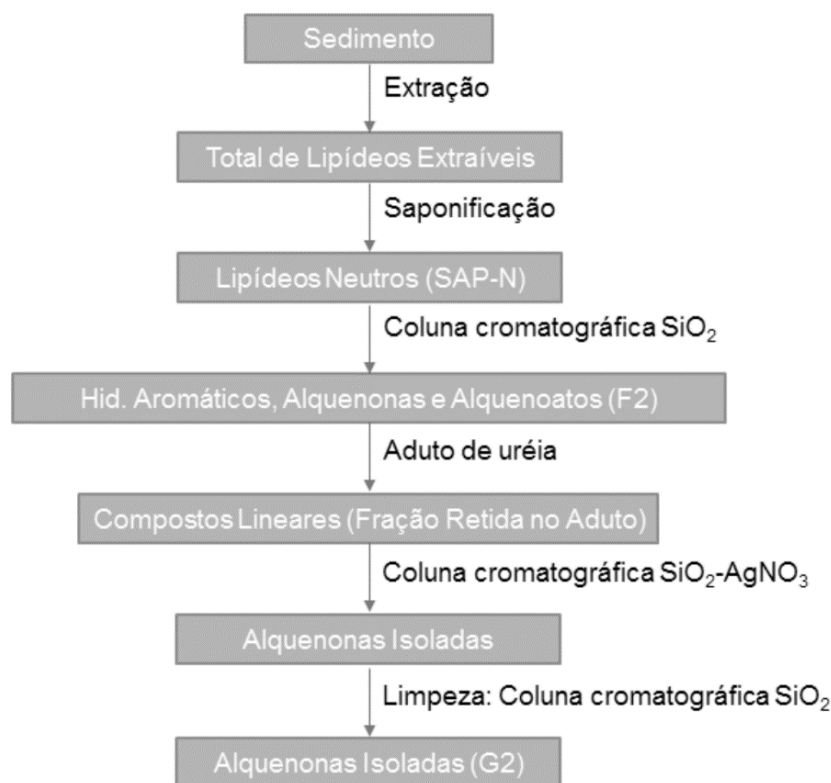 Sedimento
Extração
Total de Lipídeos Extraíveis
Saponificação
Lipídeos Neutros (SAP-N)
Coluna cromatográfica SiO₂
Hid. Aromáticos, Alquenonas e Alquenoatos (F2)
Aduto de uréia
Compostos Lineares (Fração Retida no Aduto)
Coluna cromatográfica SiO₂-AgNO₃
Alquenonas Isoladas
Limpeza: Coluna cromatográfica SiO₂
Alquenonas Isoladas (G2)